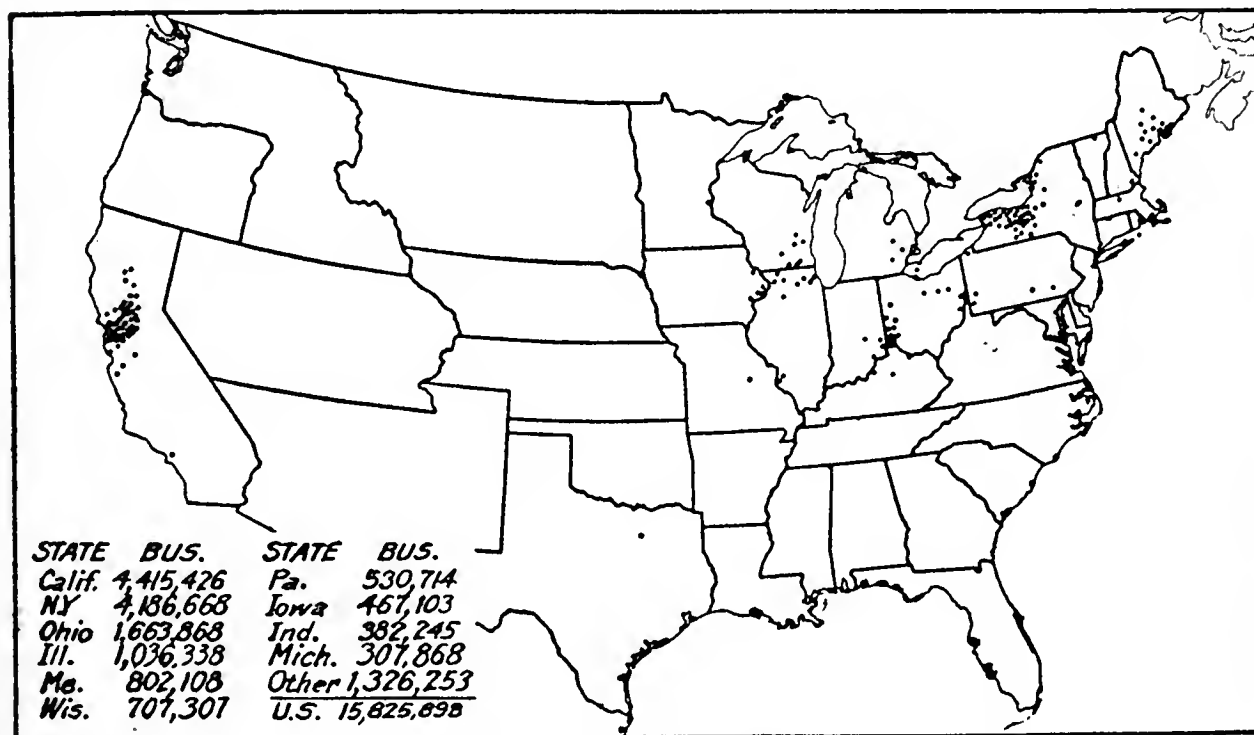 STATE BUS. STATE BUS.
Calif. 4,415,426 Pa. 530,714
NY 4,186,668 Iowa 467,103
Ohio 1,663,868 Ind. 382,245
Ill. 1,036,338 Mich. 307,868
Me. 802,108 Other 1,326,253
Wis. 707,307 U.S. 15,825,898